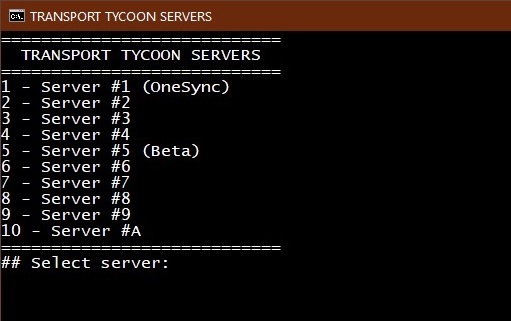 TRANSPORT TYCOON SERVERS
============================
TRANSPORT TYCOON SERVERS
============================
1 - Server #1 (OneSync)
2 - Server #2
3 - Server #3
4 - Server #4
5 - Server #5 (Beta)
6 - Server #6
7 - Server #7
8 - Server #8
9 - Server #9
10 - Server #A
============================
## Select server: